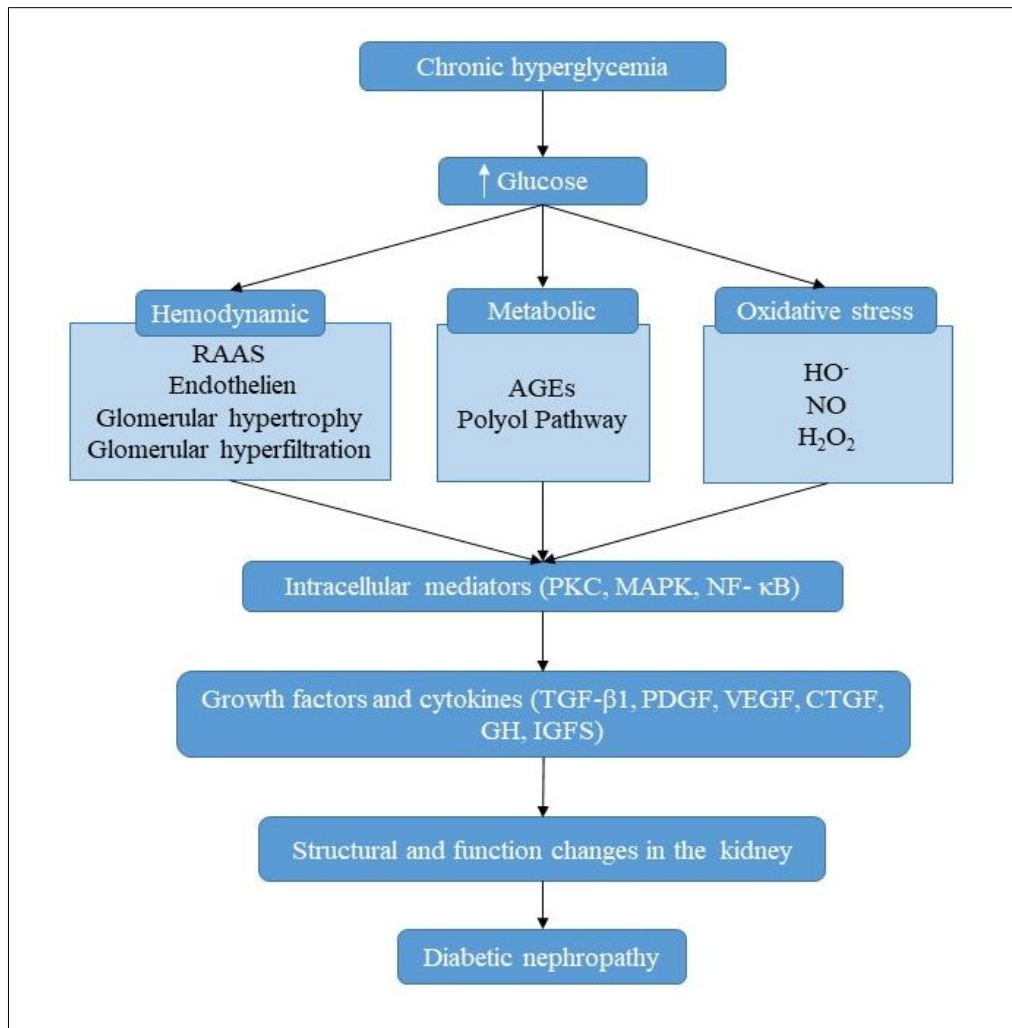 Chronic hyperglycemia
↑ Glucose
Hemodynamic
RAAS
Endothelien
Glomerular hypertrophy
Glomerular hyperfiltration
Metabolic
AGEs
Polyol Pathway
Oxidative stress
HO⁻
NO
H₂O₂
Intracellular mediators (PKC, MAPK, NF- κB)
Growth factors and cytokines (TGF-β1, PDGF, VEGF, CTGF,
GH, IGFS)
Structural and function changes in the kidney
Diabetic nephropathy